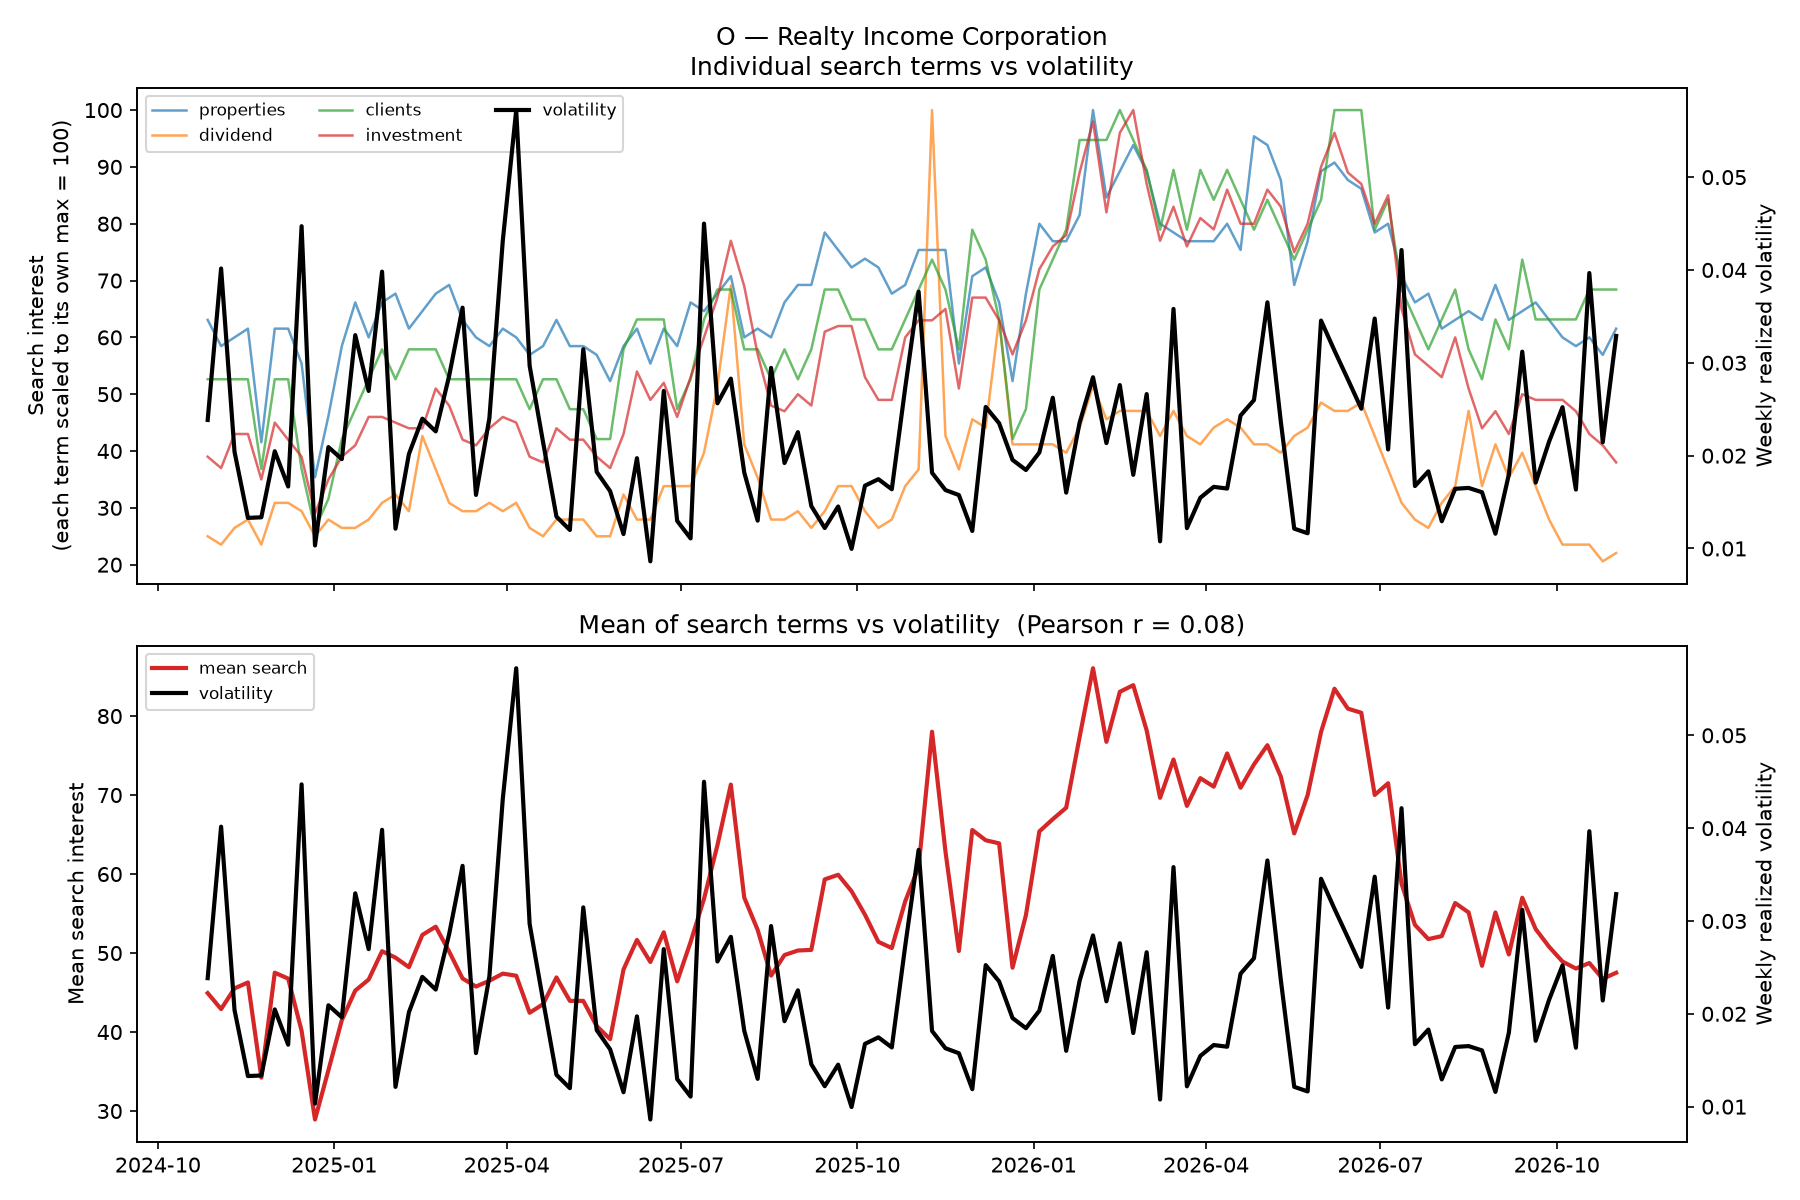 O — Realty Income Corporation
Individual search terms vs volatility
properties
dividend
clients
investment
volatility
Search interest
(each term scaled to its own max = 100)
100
90
80
70
60
50
40
30
20
0.05
0.04
0.03
0.02
0.01
Weekly realized volatility
Mean of search terms vs volatility (Pearson r = 0.08)
mean search
volatility
Mean search interest
80
70
60
50
40
30
0.05
0.04
0.03
0.02
0.01
Weekly realized volatility
2024-10
2025-01
2025-04
2025-07
2025-10
2026-01
2026-04
2026-07
2026-10